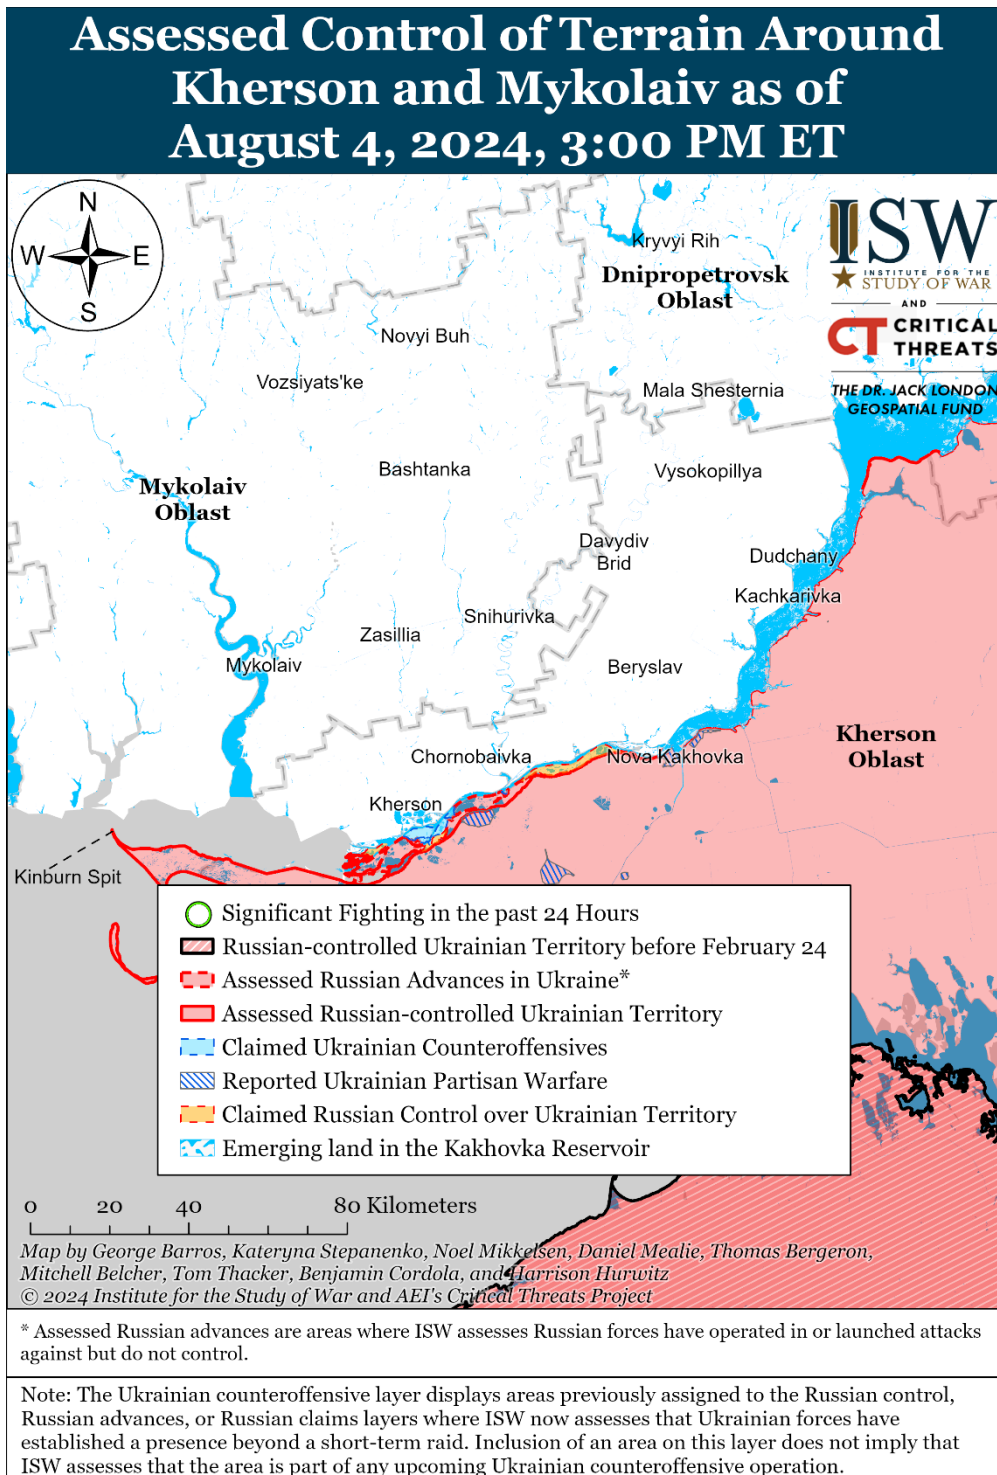 Assessed Control of Terrain Around
Kherson and Mykolaiv as of
August 4, 2024, 3:00 PM ET
N
W E
S
ISW
INSTITUTE FOR THE
STUDY OF WAR
AND
CT CRITICAL
THREATS
THE DR. JACK LONDON
GEOSPATIAL FUND
Kryvyi Rih
Dnipropetrovsk
Oblast
Novyi Buh
Vozsiyats'ke
Mala Shesternia
Bashtanka
Vysokopillya
Mykolaiv
Oblast
Davydiv
Brid
Dudchany
Kachkarivka
Snihurivka
Zasillia
Mykolaiv
Beryslav
Kherson
Oblast
Chornobaivka
Nova Kakhovka
Kherson
Kinburn Spit
Significant Fighting in the past 24 Hours
Russian-controlled Ukrainian Territory before February 24
Assessed Russian Advances in Ukraine*
Assessed Russian-controlled Ukrainian Territory
Claimed Ukrainian Counteroffensives
Reported Ukrainian Partisan Warfare
Claimed Russian Control over Ukrainian Territory
Emerging land in the Kakhovka Reservoir
0 20 40 80 Kilometers
Map by George Barros, Kateryna Stepanenko, Noel Mikkelsen, Daniel Mealie, Thomas Bergeron,
Mitchell Belcher, Tom Thacker, Benjamin Cordola, and Harrison Hurwitz
© 2024 Institute for the Study of War and AEI's Critical Threats Project
* Assessed Russian advances are areas where ISW assesses Russian forces have operated in or launched attacks
against but do not control.
Note: The Ukrainian counteroffensive layer displays areas previously assigned to the Russian control,
Russian advances, or Russian claims layers where ISW now assesses that Ukrainian forces have
established a presence beyond a short-term raid. Inclusion of an area on this layer does not imply that
ISW assesses that the area is part of any upcoming Ukrainian counteroffensive operation.